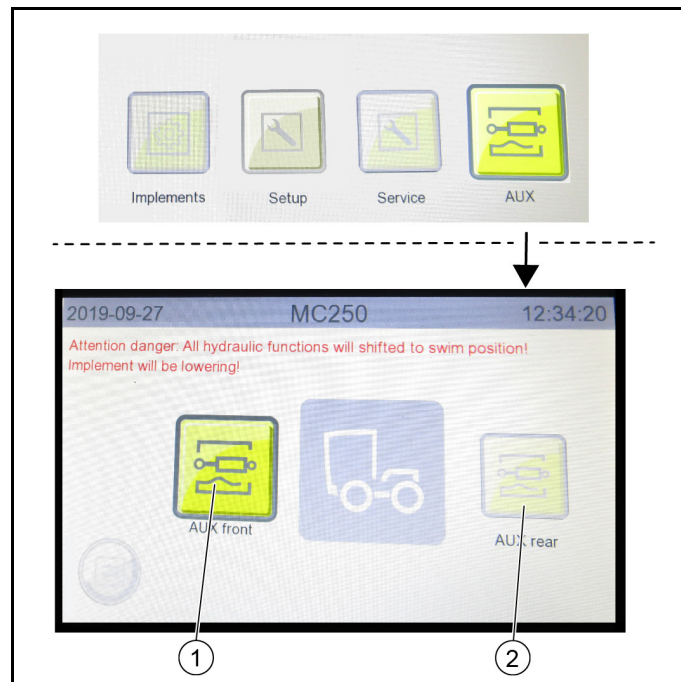 Implements Setup Service AUX
2019-09-27 MC250 12:34:20
Attention danger: All hydraulic functions will shifted to swim position!
Implement will be lowering!
AUX front
AUX rear
1 2